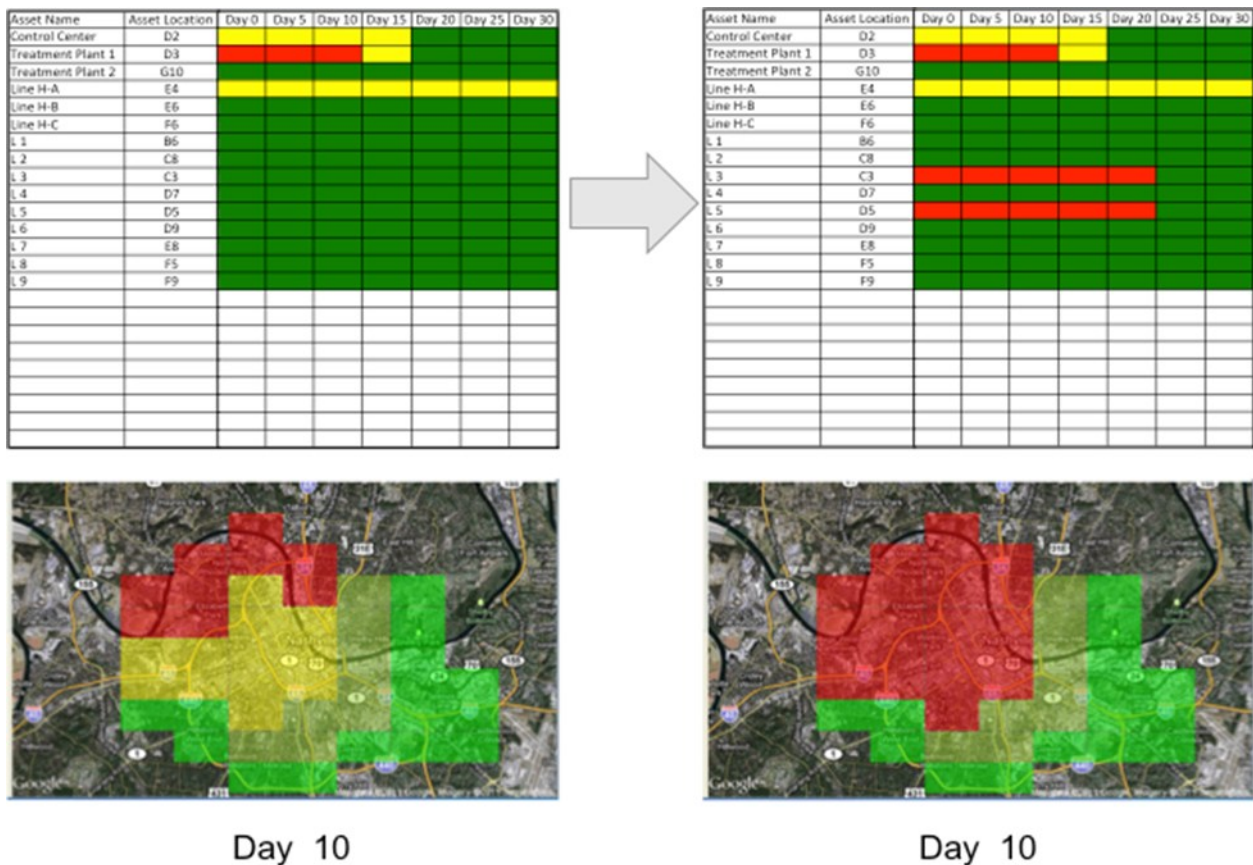 Asset Name Asset Location Day 0 Day 5 Day 10 Day 15 Day 20 Day 25 Day 30
Control Center D2
Treatment Plant 1 D3
Treatment Plant 2 G10
Line H-A E4
Line H-B E6
Line H-C F6
L 1 B6
L 2 C8
L 3 C3
L 4 D7
L 5 D5
L 6 D9
L 7 E8
L 8 F5
L 9 F9
Asset Name Asset Location Day 0 Day 5 Day 10 Day 15 Day 20 Day 25 Day 30
Control Center D2
Treatment Plant 1 D3
Treatment Plant 2 G10
Line H-A E4
Line H-B E6
Line H-C F6
L 1 B6
L 2 C8
L 3 C3
L 4 D7
L 5 D5
L 6 D9
L 7 E8
L 8 F5
L 9 F9
Google
431
Google
431
Day 10
Day 10